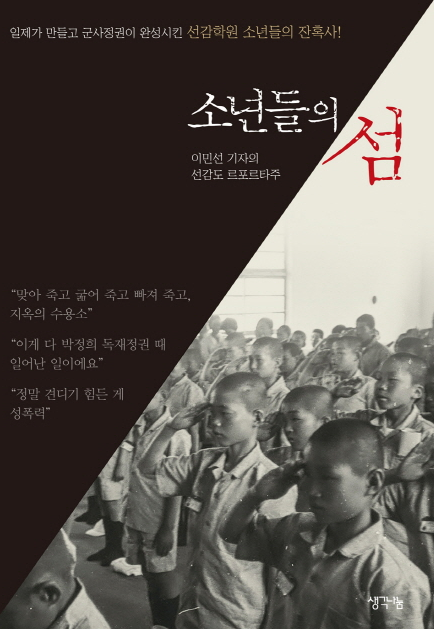 일제가 만들고 군사정권이 완성시킨 선감학원 소년들의 잔혹사!
소년들의 섬
이민선 기자의
선감도 르포르타주
“맞아 죽고 굶어 죽고 빠져 죽고,
지옥의 수용소”
“이게 다 박정희 독재정권 때
일어난 일이에요”
“정말 견디기 힘든 게
성폭력”
생각나눔